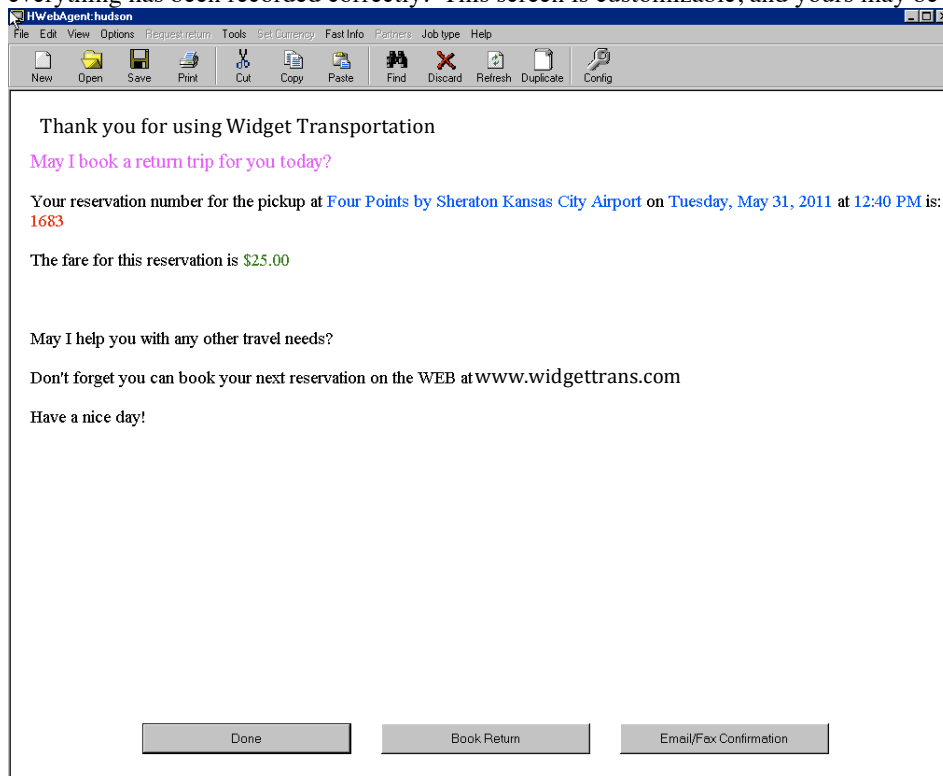 everything has been recorded correctly. This screen is customizable, and yours may be
HWebAgent:hudson
File Edit View Options Request return Tools Set Currency Fast Info Partners Job type Help
New Open Save Print Cut Copy Paste Find Discard Refresh Duplicate Config
Thank you for using Widget Transportation
May I book a return trip for you today?
Your reservation number for the pickup at Four Points by Sheraton Kansas City Airport on Tuesday, May 31, 2011 at 12:40 PM is:
1683
The fare for this reservation is $25.00
May I help you with any other travel needs?
Don't forget you can book your next reservation on the WEB at www.widgettrans.com
Have a nice day!
Done Book Return Email/Fax Confirmation